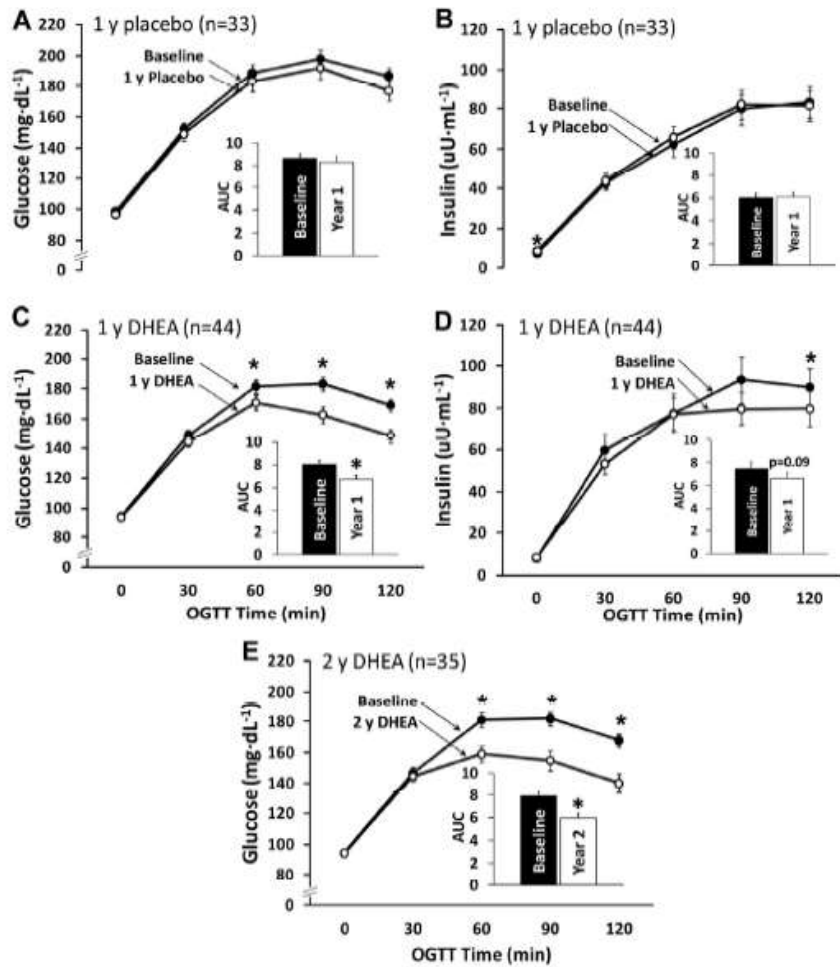 A
1 y placebo (n=33)
Glucose (mg·dL⁻¹)
220
200
180
160
140
120
100
80
0
Baseline
1 y Placebo
AUC
10
8
6
4
2
0
Baseline
Year 1
B
1 y placebo (n=33)
Insulin (uU·mL⁻¹)
120
100
80
60
40
20
0
Baseline
1 y Placebo
*
AUC
10
8
6
4
2
0
Baseline
Year 1
C
1 y DHEA (n=44)
Glucose (mg·dL⁻¹)
220
200
180
160
140
120
100
80
0
Baseline
1 y DHEA
* * *
AUC
10
8
6
4
2
0
Baseline
Year 1
*
0 30 60 90 120
OGTT Time (min)
D
1 y DHEA (n=44)
Insulin (uU·mL⁻¹)
120
100
80
60
40
20
0
Baseline
1 y DHEA
*
AUC
10
8
6
4
2
0
Baseline
Year 1
p=0.09
0 30 60 90 120
OGTT Time (min)
E
2 y DHEA (n=35)
Glucose (mg·dL⁻¹)
220
200
180
160
140
120
100
80
0
Baseline
2 y DHEA
* * *
AUC
10
8
6
4
2
0
Baseline
Year 2
*
0 30 60 90 120
OGTT Time (min)